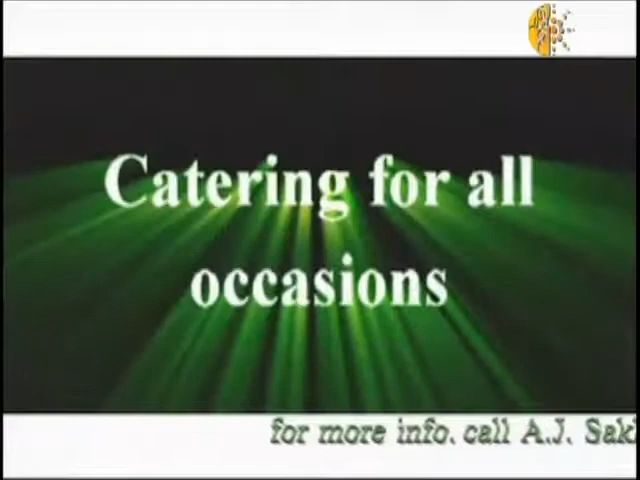 Catering for all
occasions
for more info. call A.J. Sak